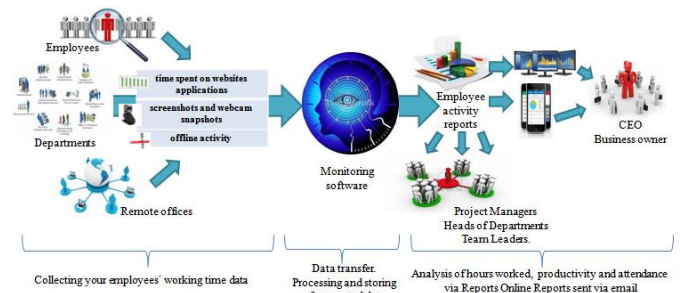 Employees
time spent on websites
applications
screenshots and webcam
snapshots
offline activity
Departments
Remote offices
Monitoring
software
Employee
activity
reports
CEO
Business owner
Project Managers
Heads of Departments
Team Leaders.
Collecting your employees´ working time data
Data transfer.
Processing and storing
Analysis of hours worked, productivity and attendance
via Reports Online Reports sent via email